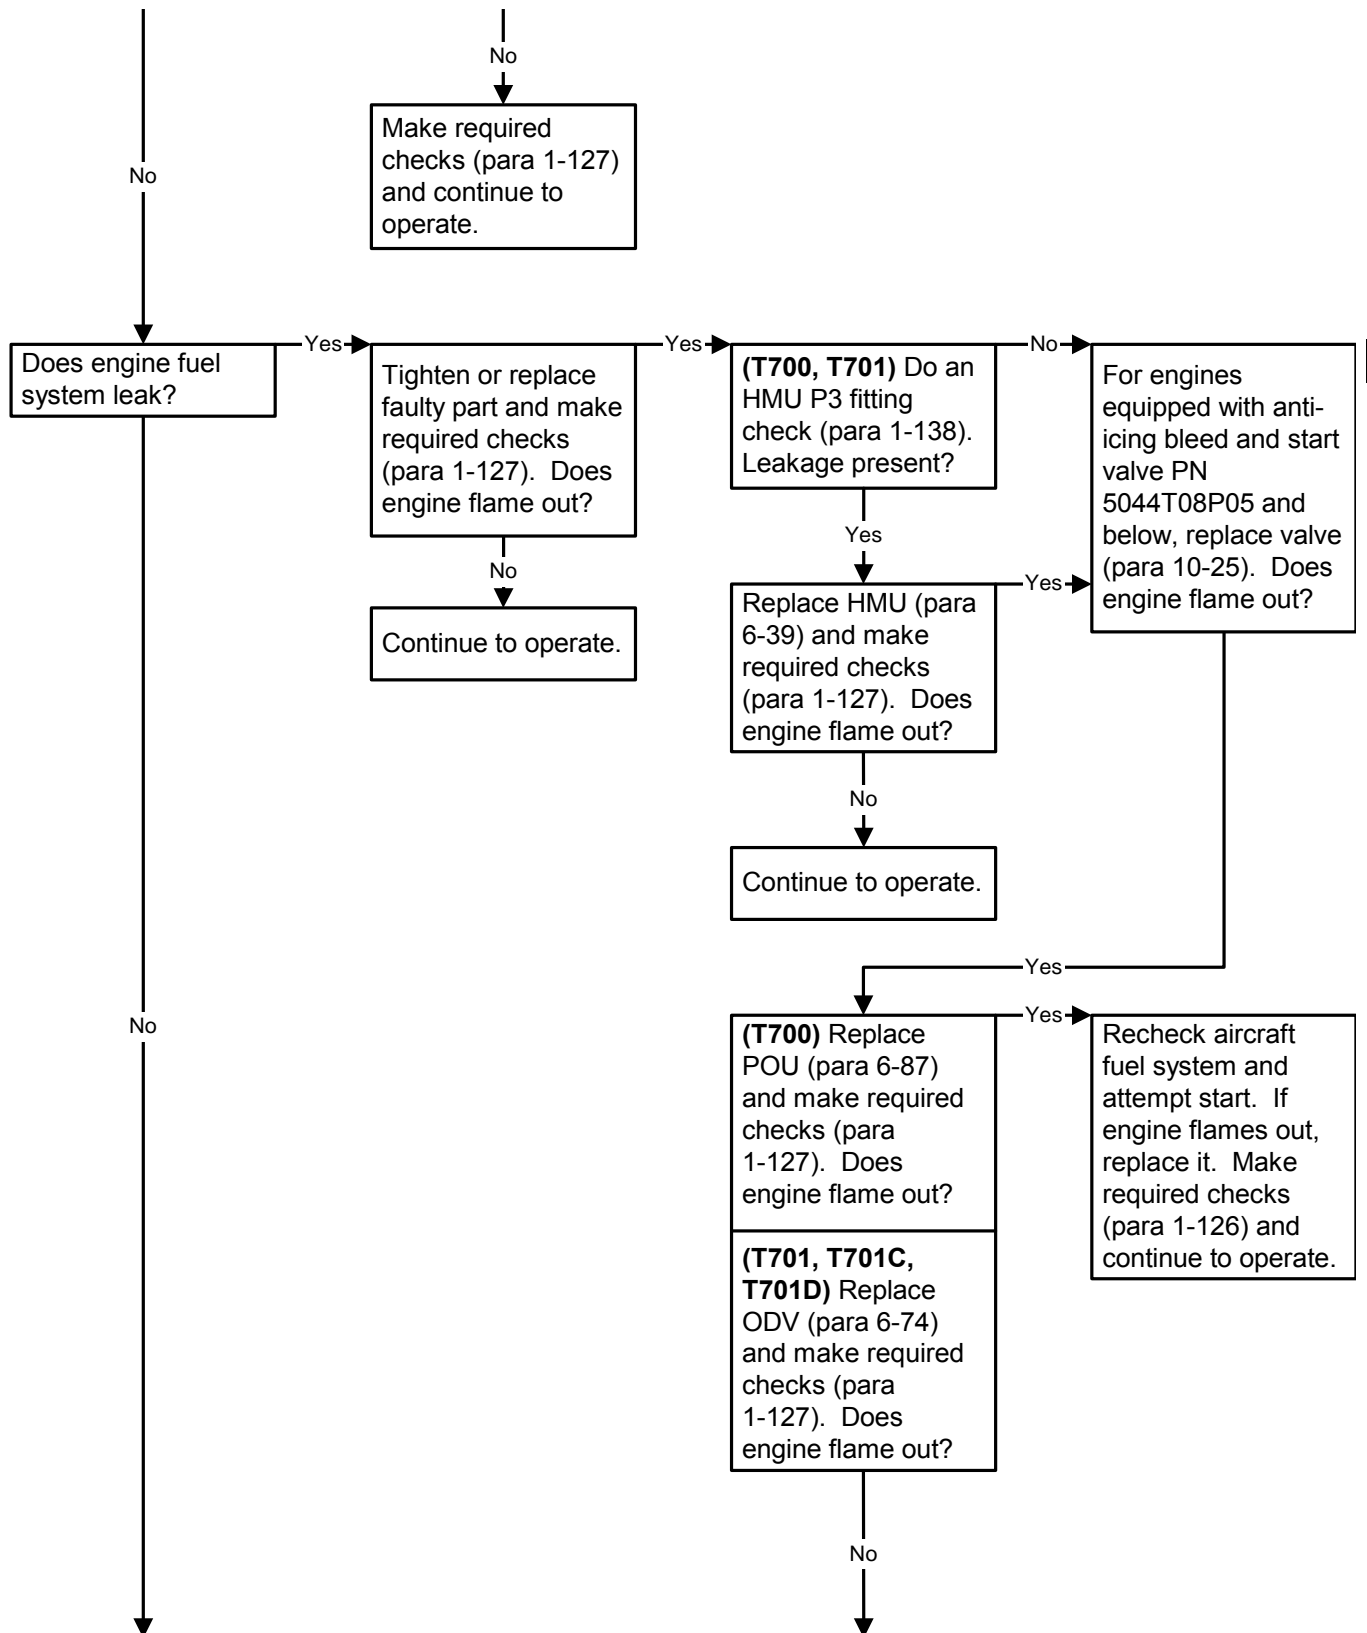 No
Make required
checks (para 1-127)
and continue to
operate.
No
Does engine fuel
system leak?
Yes
Tighten or replace
faulty part and make
required checks
(para 1-127). Does
engine flame out?
Yes
(T700, T701) Do an
HMU P3 fitting
check (para 1-138).
Leakage present?
No
For engines
equipped with anti-
icing bleed and start
valve PN
5044T08P05 and
below, replace valve
(para 10-25). Does
engine flame out?
No
Continue to operate.
Yes
Replace HMU (para
6-39) and make
required checks
(para 1-127). Does
engine flame out?
Yes
No
Continue to operate.
Yes
No
(T700) Replace
POU (para 6-87)
and make required
checks (para
1-127). Does
engine flame out?
(T701, T701C,
T701D) Replace
ODV (para 6-74)
and make required
checks (para
1-127). Does
engine flame out?
Yes
Recheck aircraft
fuel system and
attempt start. If
engine flames out,
replace it. Make
required checks
(para 1-126) and
continue to operate.
No